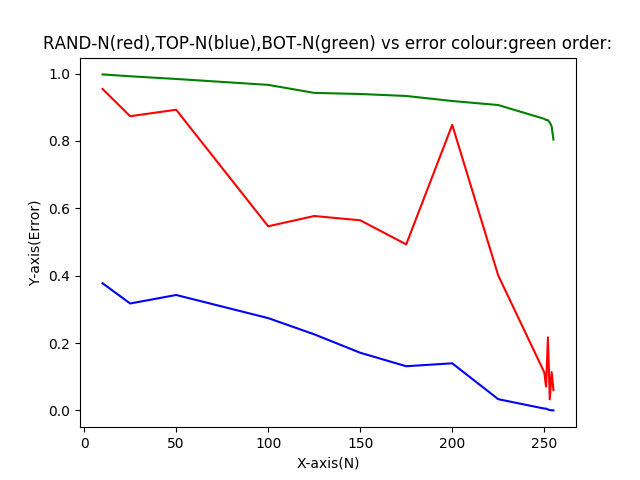 RAND-N(red),TOP-N(blue),BOT-N(green) vs error colour:green order:
1.0
0.8
0.6
0.4
0.2
0.0
Y-axis(Error)
0 50 100 150 200 250
X-axis(N)